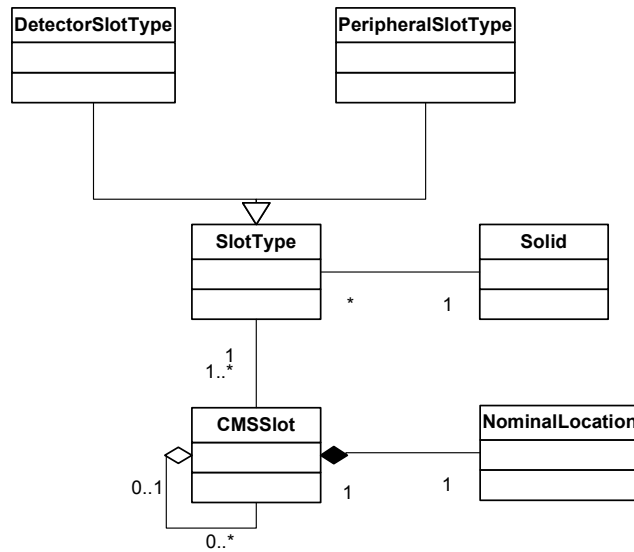 DetectorSlotType
PeripheralSlotType
SlotType
Solid
*
1
1
1..*
CMSSlot
NominalLocation
0..1
1
1
0..*